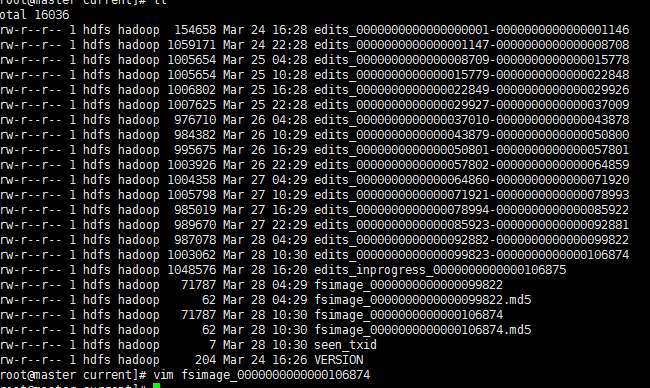 root@master current]# ll
otal 16036
rw-r--r-- 1 hdfs hadoop 154658 Mar 24 16:28 edits_0000000000000000001-0000000000000001146
rw-r--r-- 1 hdfs hadoop 1059171 Mar 24 22:28 edits_0000000000000001147-0000000000000008708
rw-r--r-- 1 hdfs hadoop 1005654 Mar 25 04:28 edits_0000000000000008709-0000000000000015778
rw-r--r-- 1 hdfs hadoop 1005654 Mar 25 10:28 edits_0000000000000015779-0000000000000022848
rw-r--r-- 1 hdfs hadoop 1006802 Mar 25 16:28 edits_0000000000000022849-0000000000000029926
rw-r--r-- 1 hdfs hadoop 1007625 Mar 25 22:28 edits_0000000000000029927-0000000000000037009
rw-r--r-- 1 hdfs hadoop 976710 Mar 26 04:28 edits_0000000000000037010-0000000000000043878
rw-r--r-- 1 hdfs hadoop 984382 Mar 26 10:29 edits_0000000000000043879-0000000000000050800
rw-r--r-- 1 hdfs hadoop 995675 Mar 26 16:29 edits_0000000000000050801-0000000000000057801
rw-r--r-- 1 hdfs hadoop 1003926 Mar 26 22:29 edits_0000000000000057802-0000000000000064859
rw-r--r-- 1 hdfs hadoop 1004358 Mar 27 04:29 edits_0000000000000064860-0000000000000071920
rw-r--r-- 1 hdfs hadoop 1005798 Mar 27 10:29 edits_0000000000000071921-0000000000000078993
rw-r--r-- 1 hdfs hadoop 985019 Mar 27 16:29 edits_0000000000000078994-0000000000000085922
rw-r--r-- 1 hdfs hadoop 989670 Mar 27 22:29 edits_0000000000000085923-0000000000000092881
rw-r--r-- 1 hdfs hadoop 987078 Mar 28 04:29 edits_0000000000000092882-0000000000000099822
rw-r--r-- 1 hdfs hadoop 1003062 Mar 28 10:30 edits_0000000000000099823-0000000000000106874
rw-r--r-- 1 hdfs hadoop 1048576 Mar 28 16:20 edits_inprogress_0000000000000106875
rw-r--r-- 1 hdfs hadoop 71787 Mar 28 04:29 fsimage_0000000000000099822
rw-r--r-- 1 hdfs hadoop 62 Mar 28 04:29 fsimage_0000000000000099822.md5
rw-r--r-- 1 hdfs hadoop 71787 Mar 28 10:30 fsimage_0000000000000106874
rw-r--r-- 1 hdfs hadoop 62 Mar 28 10:30 fsimage_0000000000000106874.md5
rw-r--r-- 1 hdfs hadoop 7 Mar 28 10:30 seen_txid
rw-r--r-- 1 hdfs hadoop 204 Mar 24 16:26 VERSION
root@master current]# vim fsimage_0000000000000106874
root@master current]#